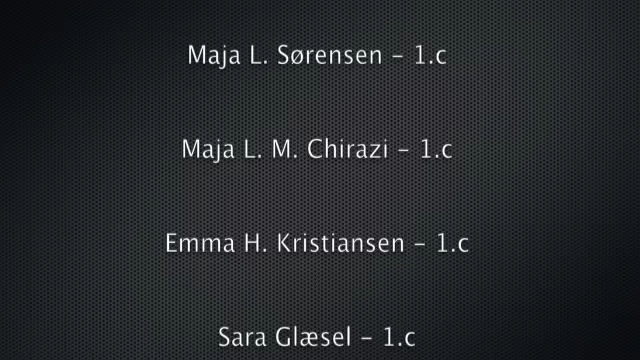 Maja L. Sørensen – 1.c
Maja L. M. Chirazi – 1.c
Emma H. Kristiansen – 1.c
Sara Glæsel – 1.c